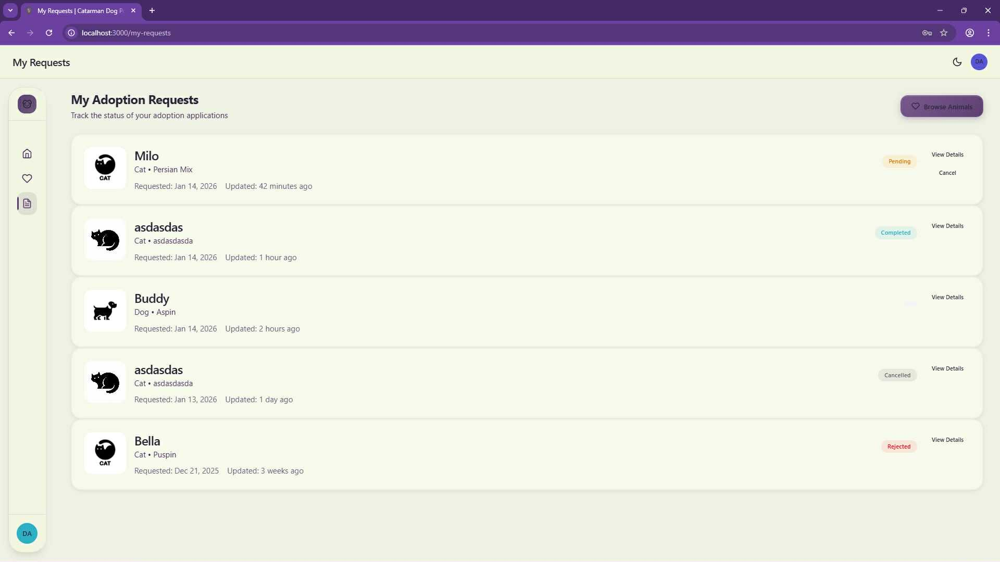 My Requests | Catarman Dog P
localhost:3000/my-requests
My Requests
DA
My Adoption Requests
Track the status of your adoption applications
Browse Animals
CAT
Milo
Cat • Persian Mix
Requested: Jan 14, 2026 Updated: 42 minutes ago
Pending
View Details
Cancel
asdasdas
Cat • asdasdasda
Requested: Jan 14, 2026 Updated: 1 hour ago
Completed
View Details
Buddy
Dog • Aspin
Requested: Jan 14, 2026 Updated: 2 hours ago
View Details
asdasdas
Cat • asdasdasda
Requested: Jan 13, 2026 Updated: 1 day ago
Cancelled
View Details
CAT
Bella
Cat • Puspin
Requested: Dec 21, 2025 Updated: 3 weeks ago
Rejected
View Details
DA